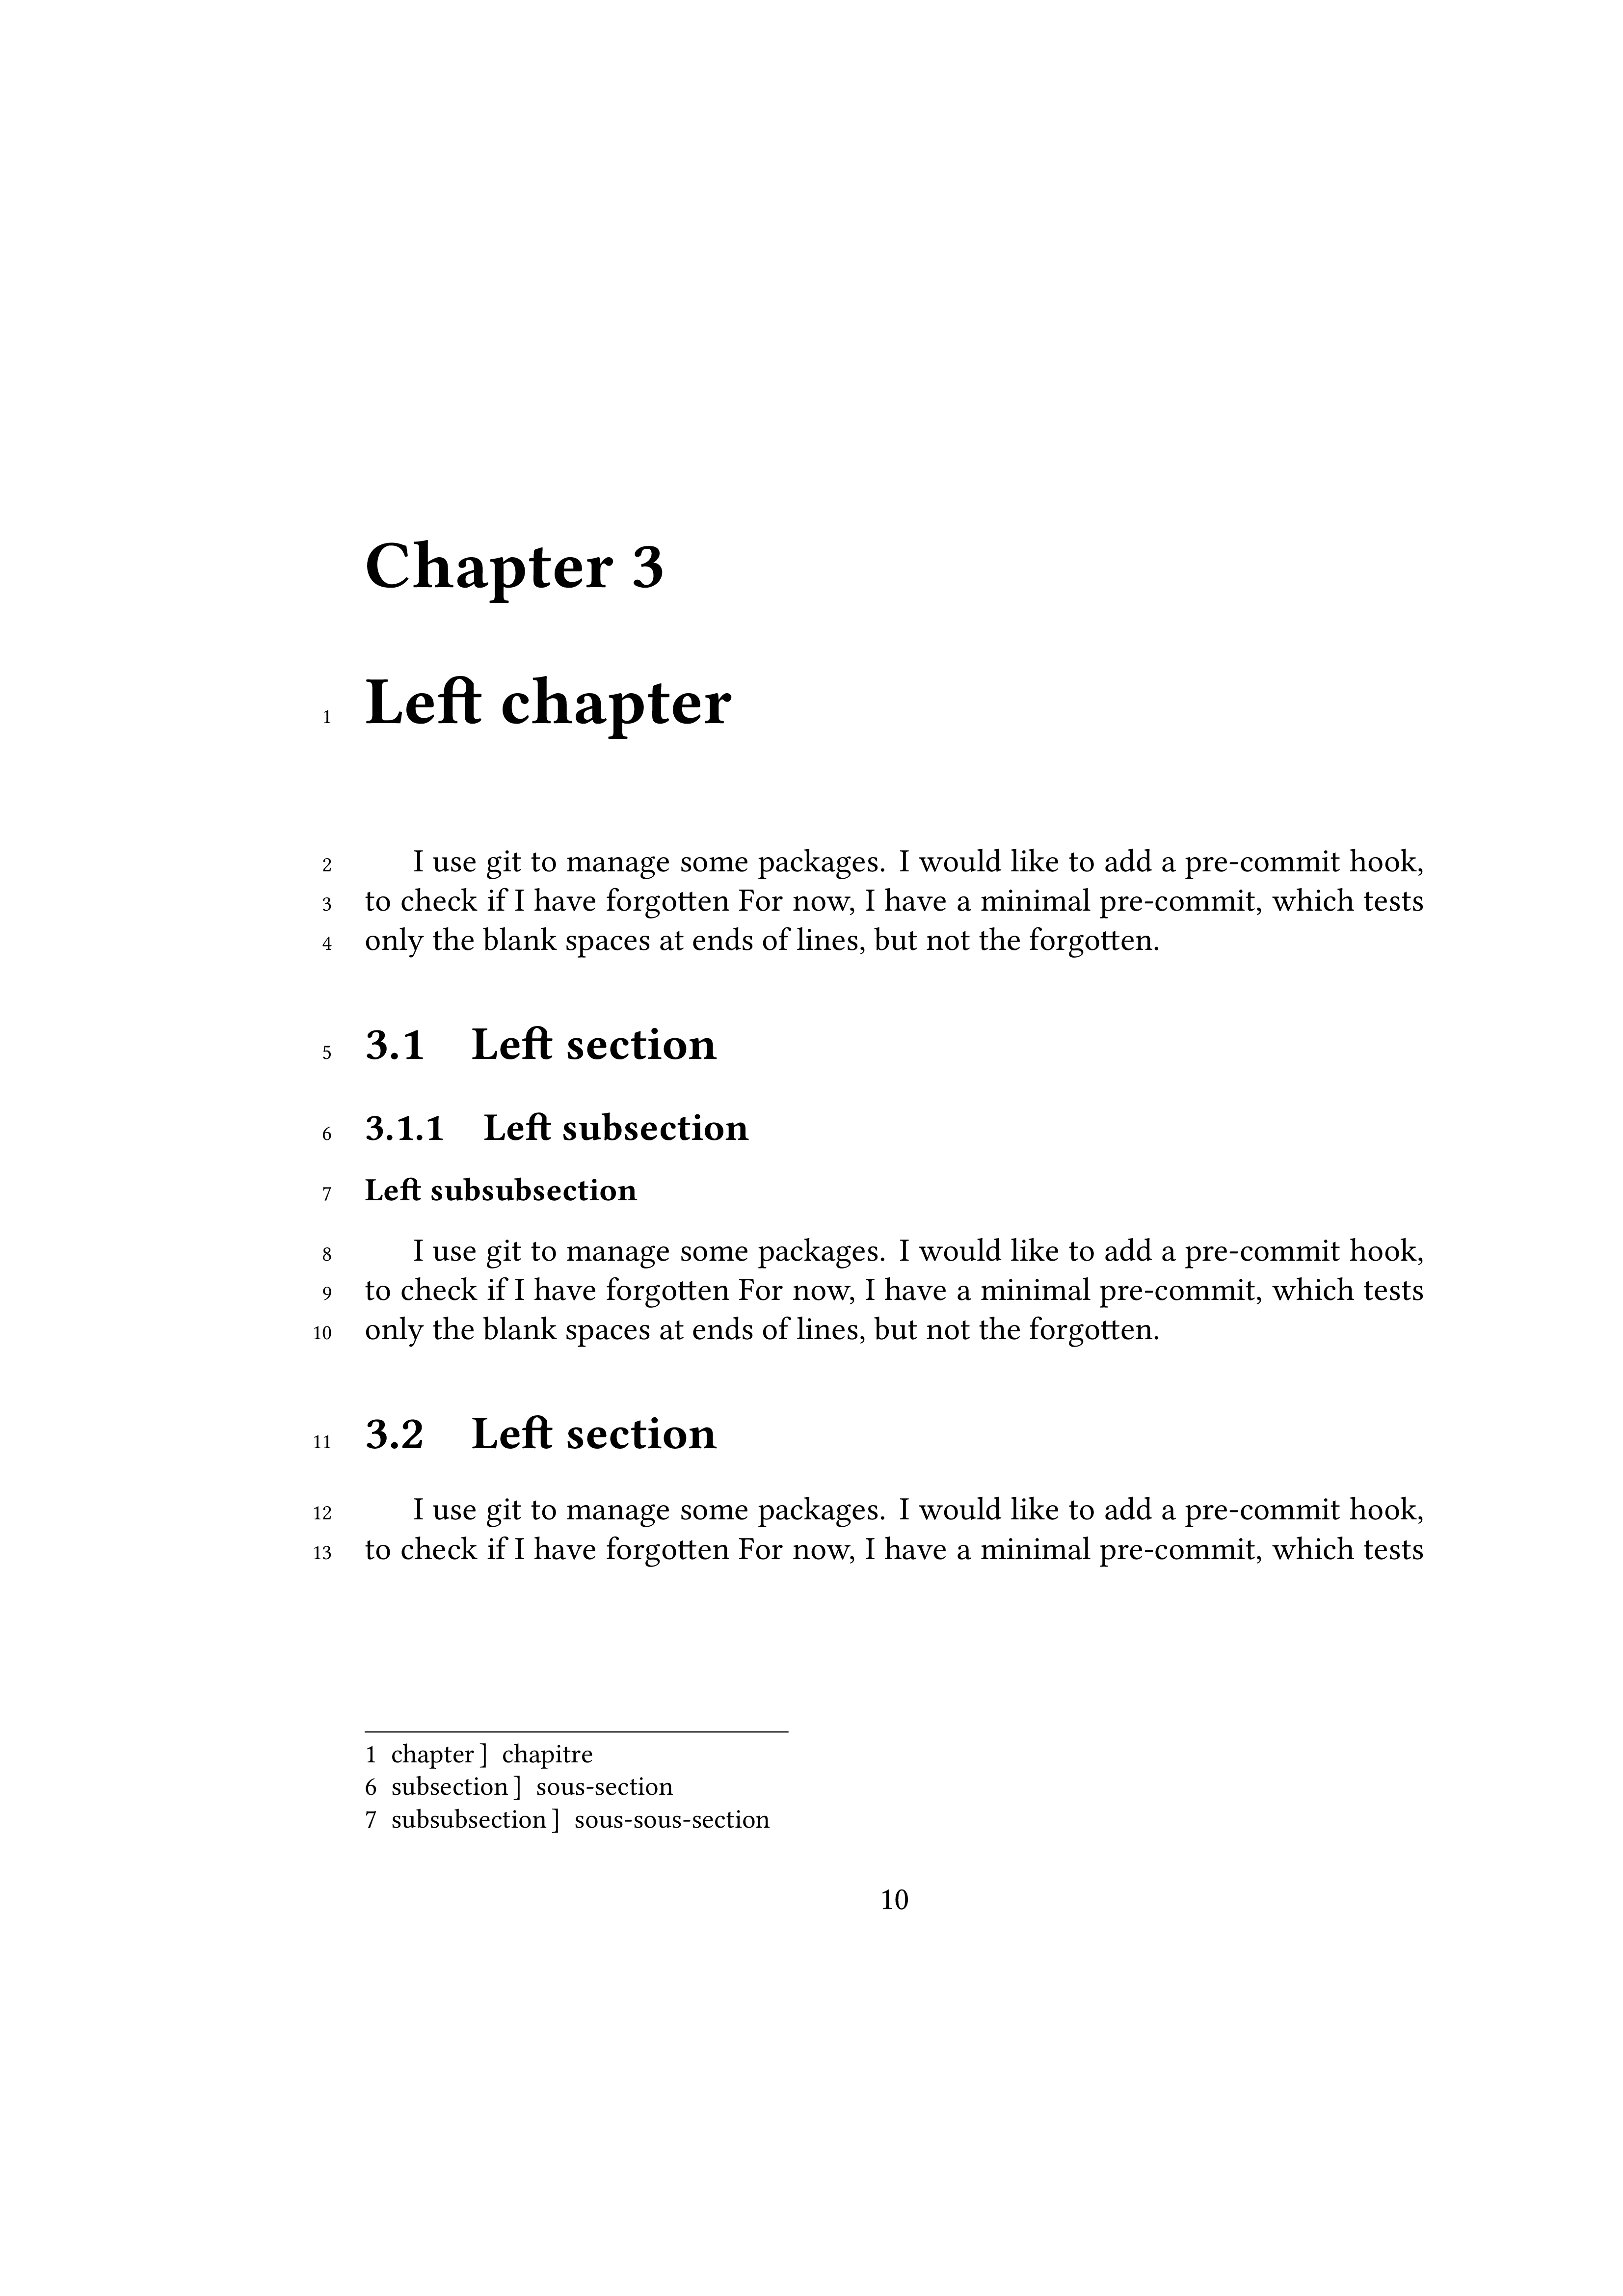 Chapter 3
1 Left chapter
2 I use git to manage some packages. I would like to add a pre-commit hook,
3 to check if I have forgotten For now, I have a minimal pre-commit, which tests
4 only the blank spaces at ends of lines, but not the forgotten.
5 3.1 Left section
6 3.1.1 Left subsection
7 Left subsubsection
8 I use git to manage some packages. I would like to add a pre-commit hook,
9 to check if I have forgotten For now, I have a minimal pre-commit, which tests
10 only the blank spaces at ends of lines, but not the forgotten.
11 3.2 Left section
12 I use git to manage some packages. I would like to add a pre-commit hook,
13 to check if I have forgotten For now, I have a minimal pre-commit, which tests
1 chapter ] chapitre
6 subsection ] sous-section
7 subsubsection ] sous-sous-section
10